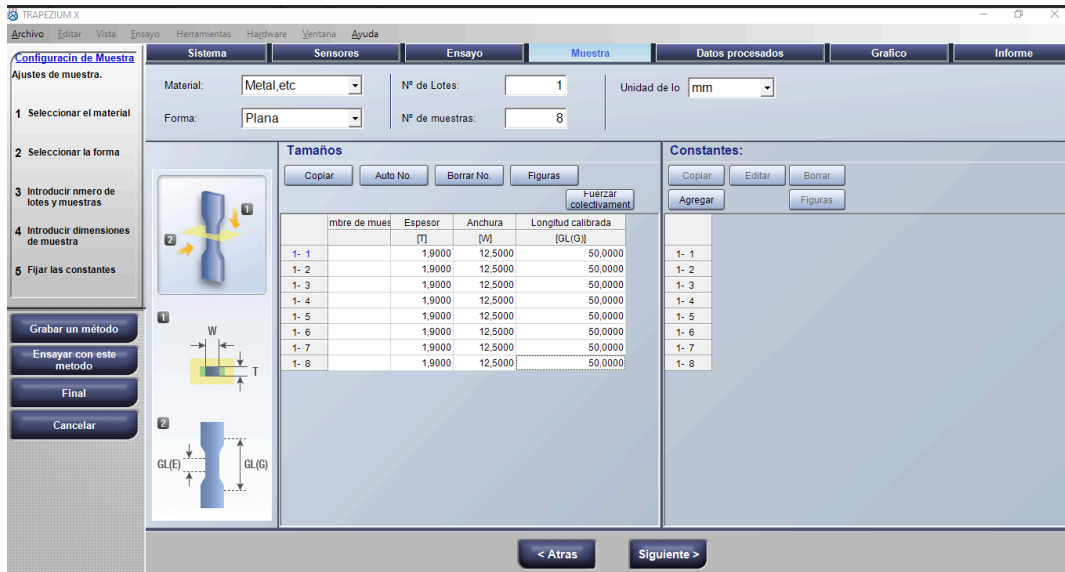 TRAPEZIUM X
Archivo Editar Vista Ensayo Herramientas Hardware Ventana Ayuda
Configuracin de Muestra
Ajustes de muestra.
1 Seleccionar el material
2 Seleccionar la forma
3 Introducir nmero de
lotes y muestras
4 Introducir dimensiones
de muestra
5 Fijar las constantes
Grabar un método
Ensayar con este
metodo
Final
Cancelar
Sistema Sensores Ensayo Muestra Datos procesados Grafico Informe
Material: Metal,etc Nº de Lotes: 1 Unidad de lo mm
Forma: Plana Nº de muestras: 8
1
2
1
W
T
2
GL(E) GL(G)
Tamaños
Copiar Auto No. Borrar No. Figuras
Fuerzar
colectivament
mbre de mues Espesor Anchura Longitud calibrada
[T] [W] [GL(G)]
1- 1 1,9000 12,5000 50,0000
1- 2 1,9000 12,5000 50,0000
1- 3 1,9000 12,5000 50,0000
1- 4 1,9000 12,5000 50,0000
1- 5 1,9000 12,5000 50,0000
1- 6 1,9000 12,5000 50,0000
1- 7 1,9000 12,5000 50,0000
1- 8 1,9000 12,5000 50,0000
Constantes:
Copiar Editar Borrar
Agregar Figuras
1- 1
1- 2
1- 3
1- 4
1- 5
1- 6
1- 7
1- 8
< Atras Siguiente >